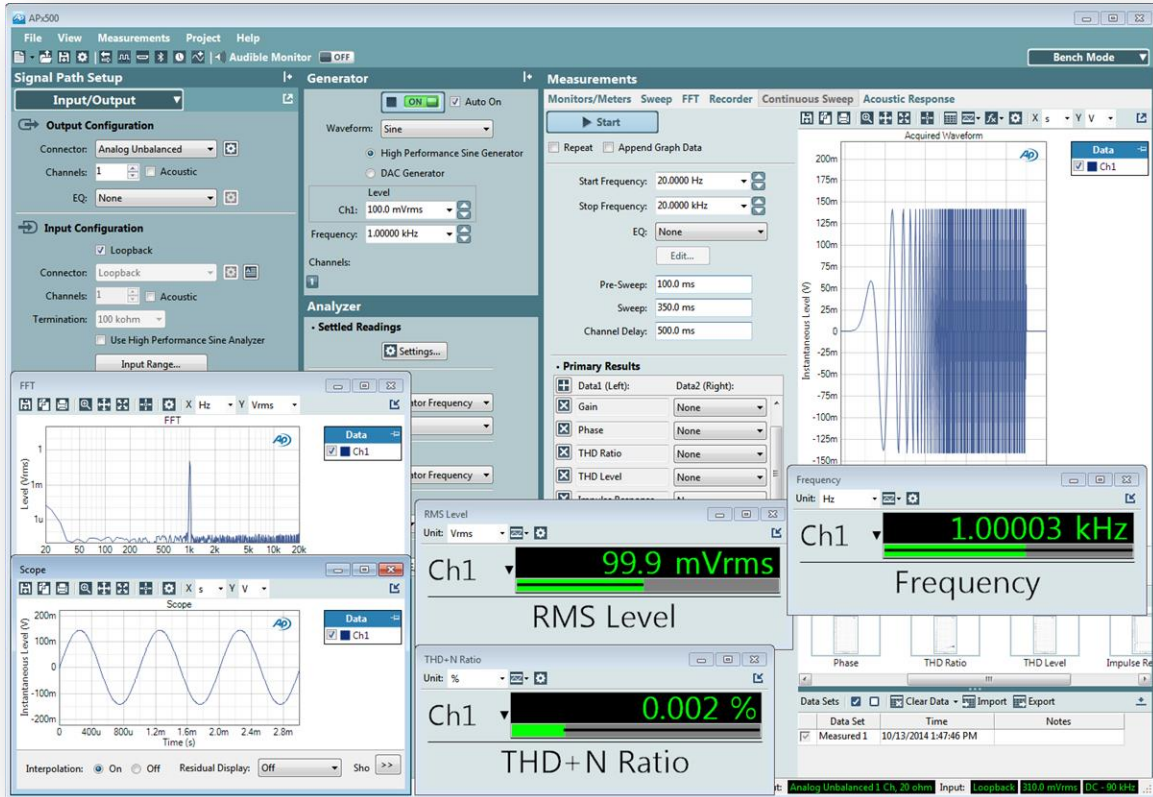 APx500
File View Measurements Project Help
Audible Monitor OFF
Bench Mode
Signal Path Setup
Input/Output
Output Configuration
Connector: Analog Unbalanced
Channels: 1 Acoustic
EQ: None
Input Configuration
Loopback
Connector: Loopback
Channels: 1 Acoustic
Termination: 100 kohm
Use High Performance Sine Analyzer
Input Range...
Generator
ON Auto On
Waveform: Sine
High Performance Sine Generator
DAC Generator
Level
Ch1: 100.0 mVrms
Frequency: 1.00000 kHz
Channels:
1
Analyzer
Settled Readings
Settings...
tor Frequency
tor Frequency
Measurements
Monitors/Meters Sweep FFT Recorder Continuous Sweep Acoustic Response
Start
Repeat Append Graph Data
Start Frequency: 20.0000 Hz
Stop Frequency: 20.0000 kHz
EQ: None
Edit...
Pre-Sweep: 100.0 ms
Sweep: 350.0 ms
Channel Delay: 500.0 ms
Primary Results
Data1 (Left): Data2 (Right):
Gain None
Phase None
THD Ratio None
THD Level None
X s Y V
Acquired Waveform
AP
Data
Ch1
Instantaneous Level (V)
200m
175m
150m
125m
100m
75m
50m
25m
0
-25m
-50m
-75m
-100m
-125m
-150m
FFT
X Hz Y Vrms
FFT
AP
Data
Ch1
Level (Vrms)
1
1m
1u
20 50 100 200 500 1k 2k 5k 10k 20k
Scope
X s Y V
Scope
AP
Data
Ch1
Instantaneous Level (V)
200m
100m
0
-100m
-200m
0 400u 800u 1.2m 1.6m 2.0m 2.4m 2.8m
Time (s)
Interpolation: On Off Residual Display: Off Sho >>
RMS Level
Unit: Vrms
Ch1 99.9 mVrms
RMS Level
THD+N Ratio
Unit: %
Ch1 0.002 %
THD+N Ratio
Frequency
Unit: Hz
Ch1 1.00003 kHz
Frequency
Phase THD Ratio THD Level Impulse Re
Data Sets Clear Data Import Export
Data Set Time Notes
Measured 1 10/13/2014 1:47:46 PM
Analog Unbalanced 1 Ch, 20 ohm Input: Loopback 310.0 mVrms DC - 90 kHz